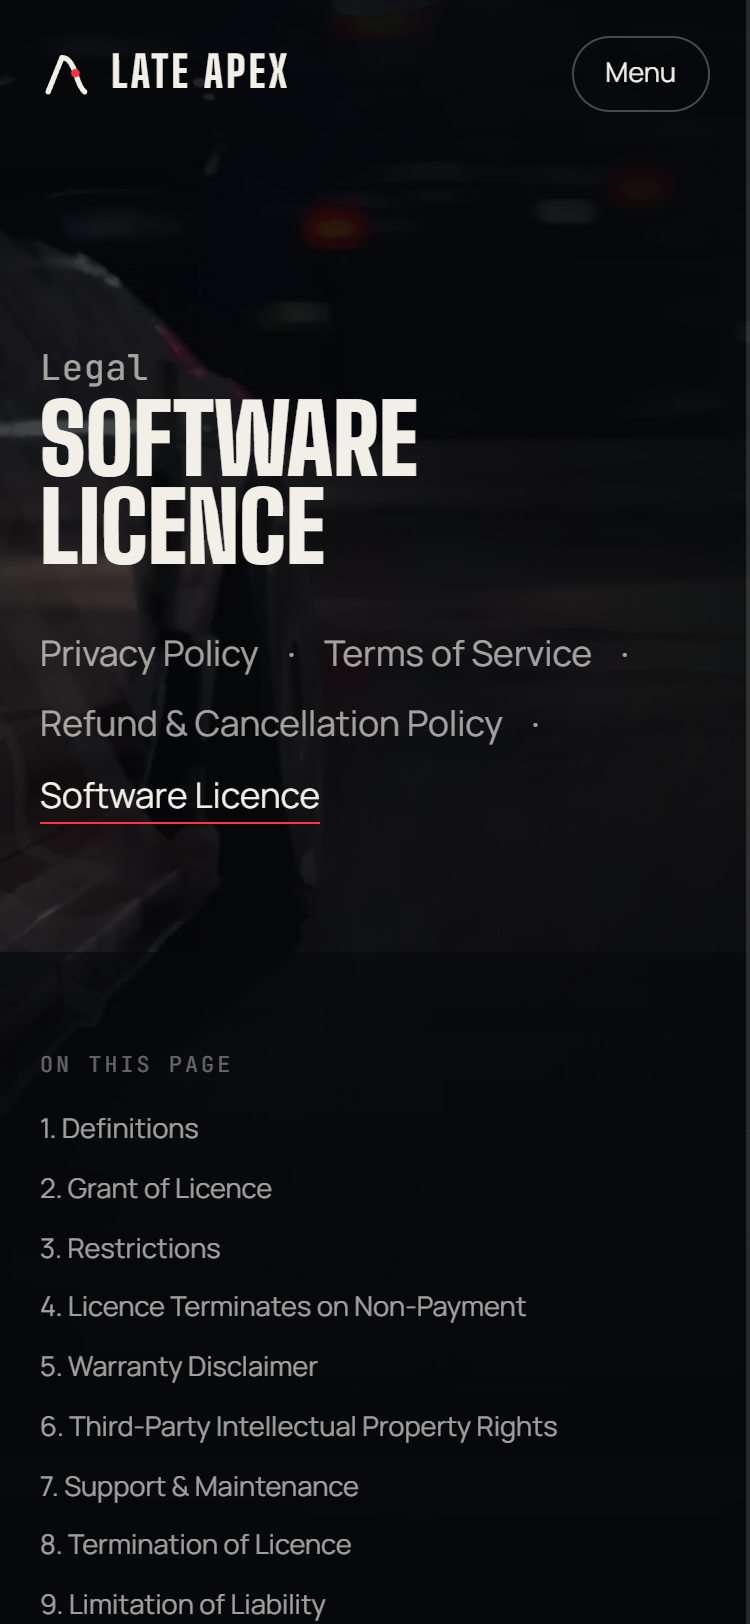 LATE APEX
Menu
Legal
SOFTWARE
LICENCE
Privacy Policy · Terms of Service ·
Refund & Cancellation Policy ·
Software Licence
ON THIS PAGE
1. Definitions
2. Grant of Licence
3. Restrictions
4. Licence Terminates on Non-Payment
5. Warranty Disclaimer
6. Third-Party Intellectual Property Rights
7. Support & Maintenance
8. Termination of Licence
9. Limitation of Liability